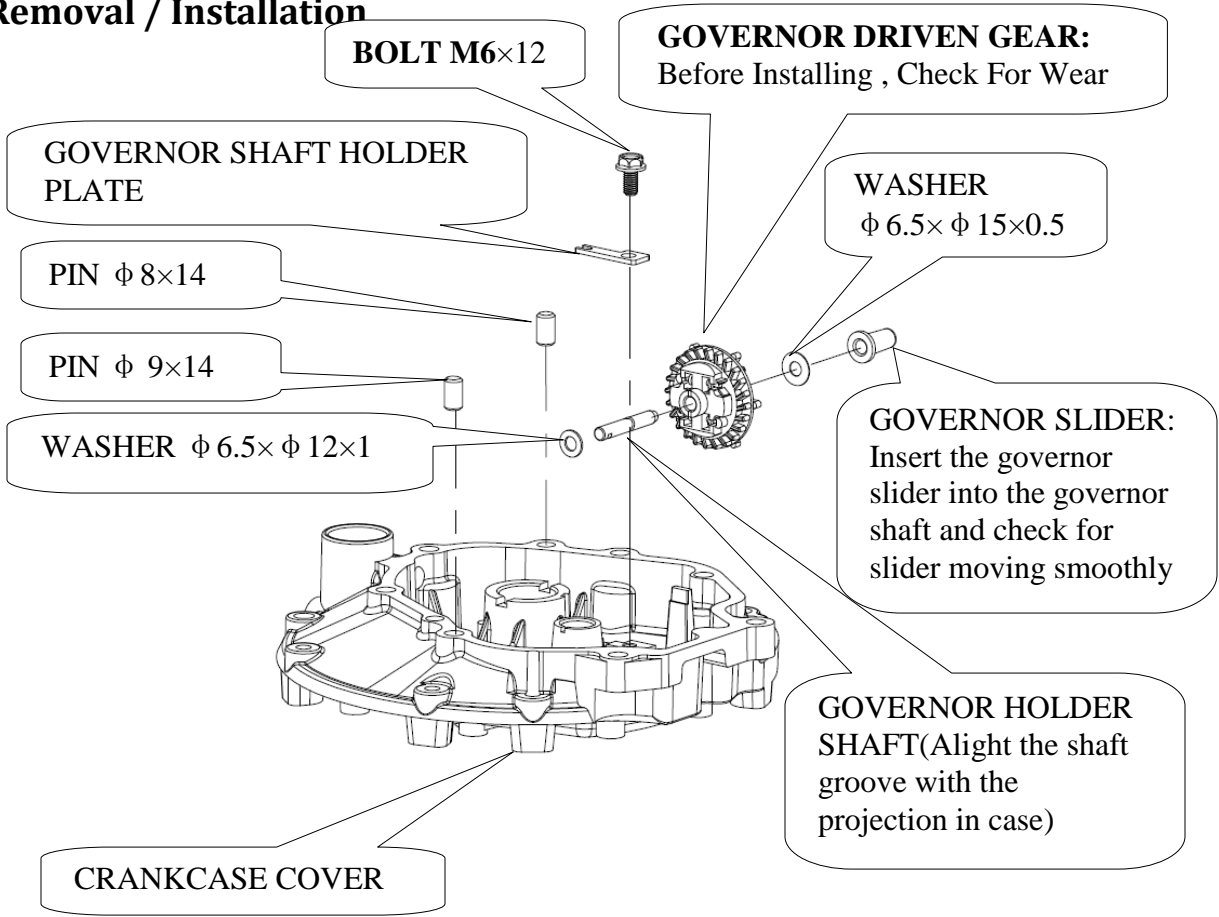 Removal / Installation
BOLT M6×12
GOVERNOR DRIVEN GEAR:
Before Installing , Check For Wear
GOVERNOR SHAFT HOLDER
PLATE
WASHER
φ6.5×φ15×0.5
PIN φ8×14
PIN φ 9×14
WASHER φ6.5×φ12×1
GOVERNOR SLIDER:
Insert the governor
slider into the governor
shaft and check for
slider moving smoothly
GOVERNOR HOLDER
SHAFT(Alight the shaft
groove with the
projection in case)
CRANKCASE COVER